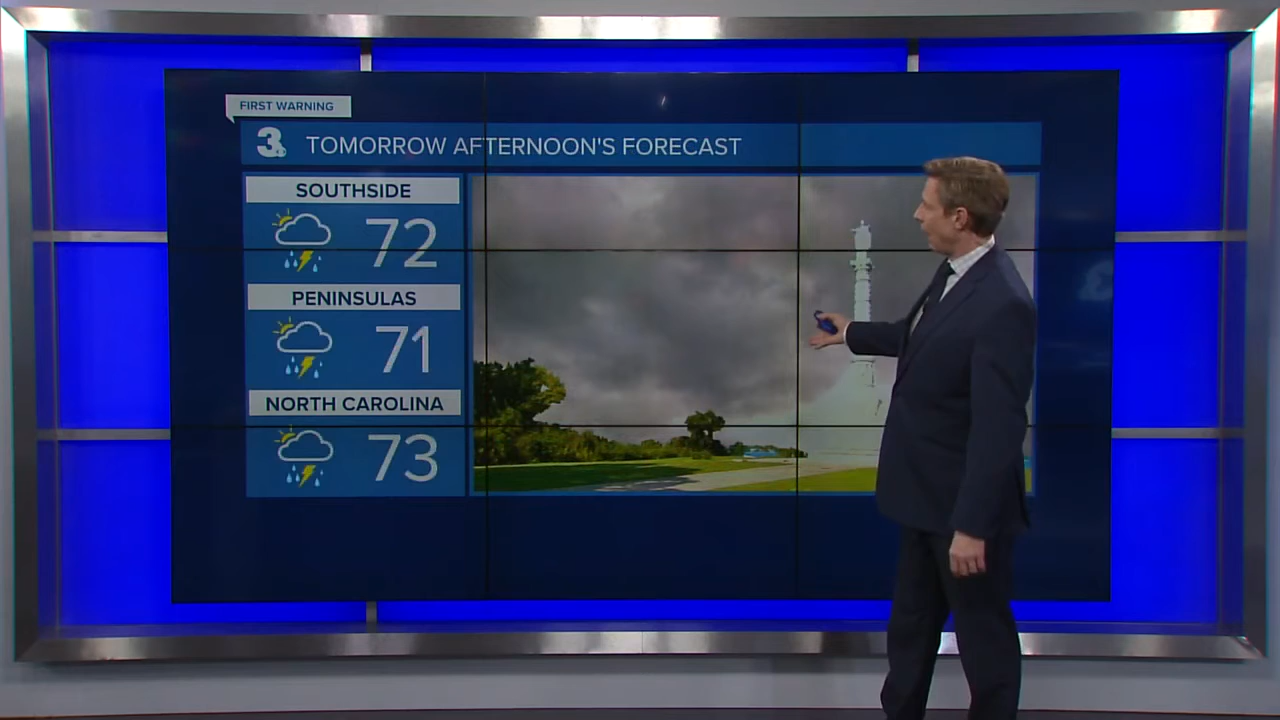 FIRST WARNING
3 TOMORROW AFTERNOON'S FORECAST
SOUTHSIDE
72
PENINSULAS
71
NORTH CAROLINA
73